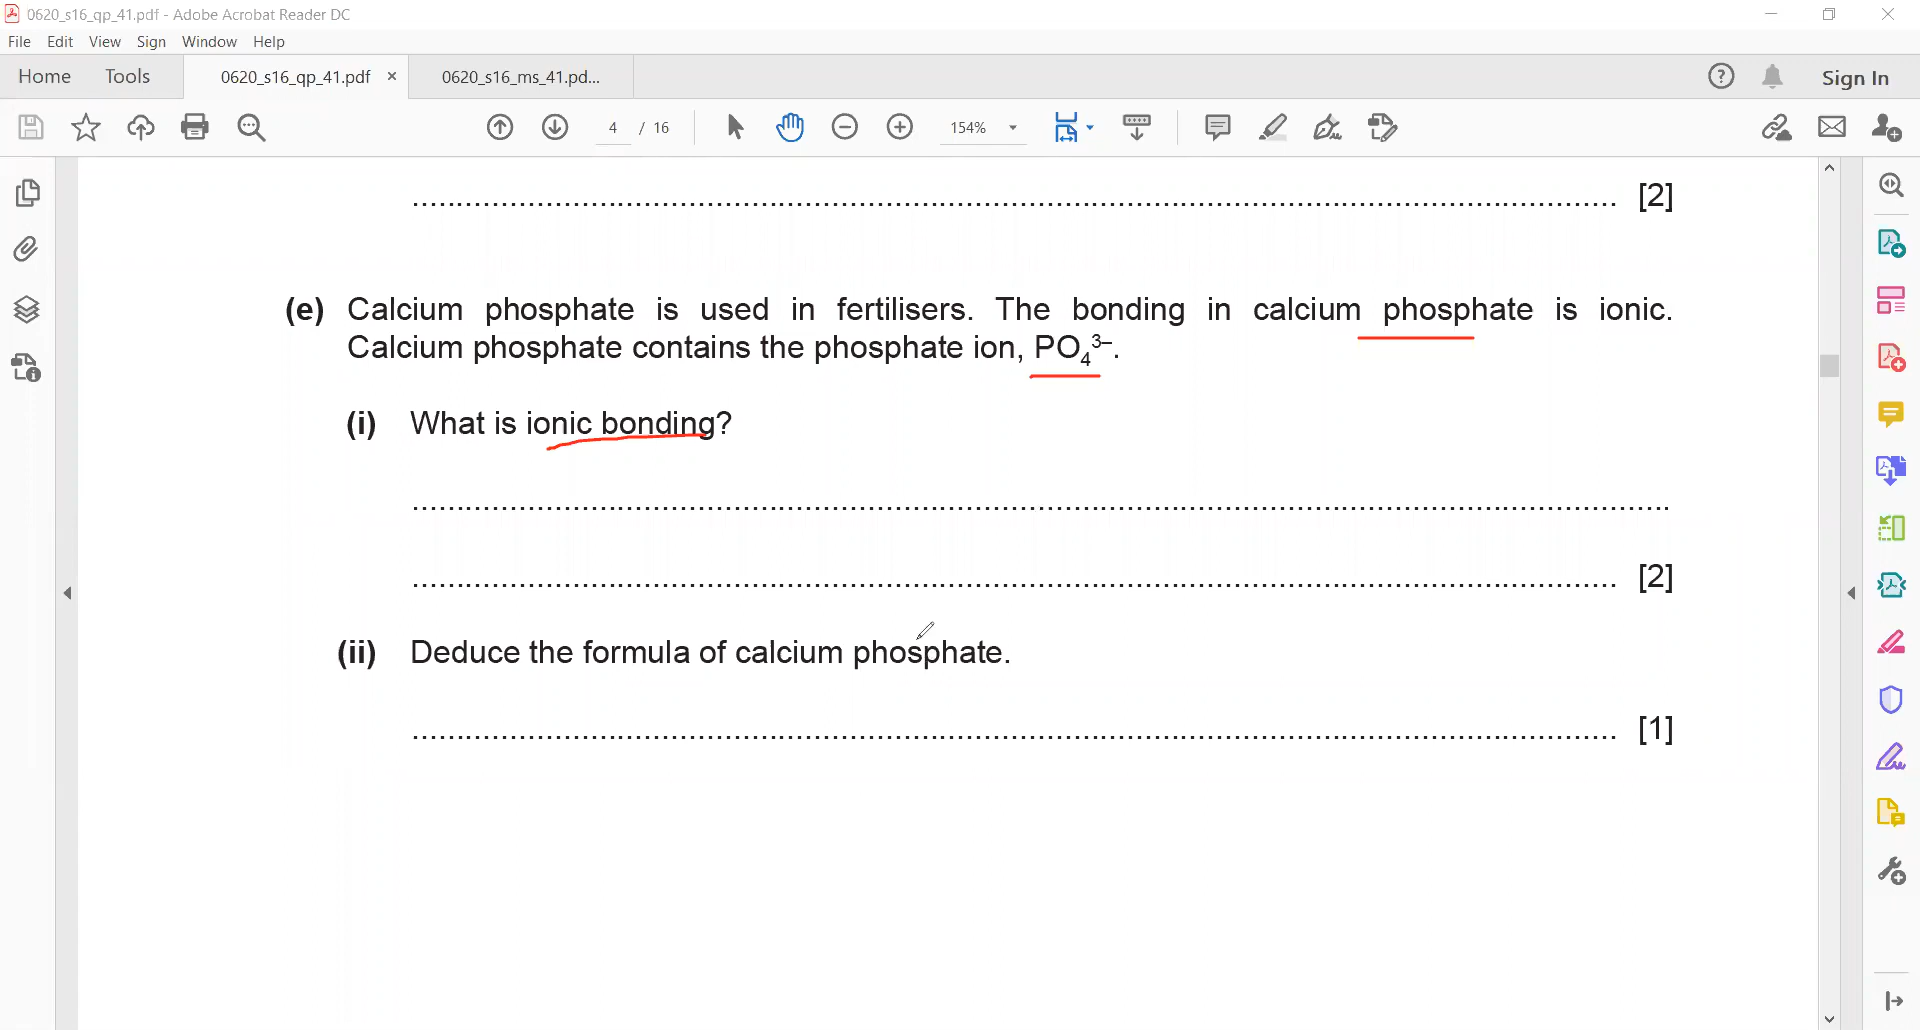 0620_s16_qp_41.pdf - Adobe Acrobat Reader DC
File Edit View Sign Window Help
Home Tools 0620_s16_qp_41.pdf × 0620_s16_ms_41.pd... Sign In
4 / 16 154%
.......................................................................................................................................... [2]
(e) Calcium phosphate is used in fertilisers. The bonding in calcium phosphate is ionic.
Calcium phosphate contains the phosphate ion, PO₄³⁻.
(i) What is ionic bonding?
..........................................................................................................................................
.......................................................................................................................................... [2]
(ii) Deduce the formula of calcium phosphate.
.......................................................................................................................................... [1]